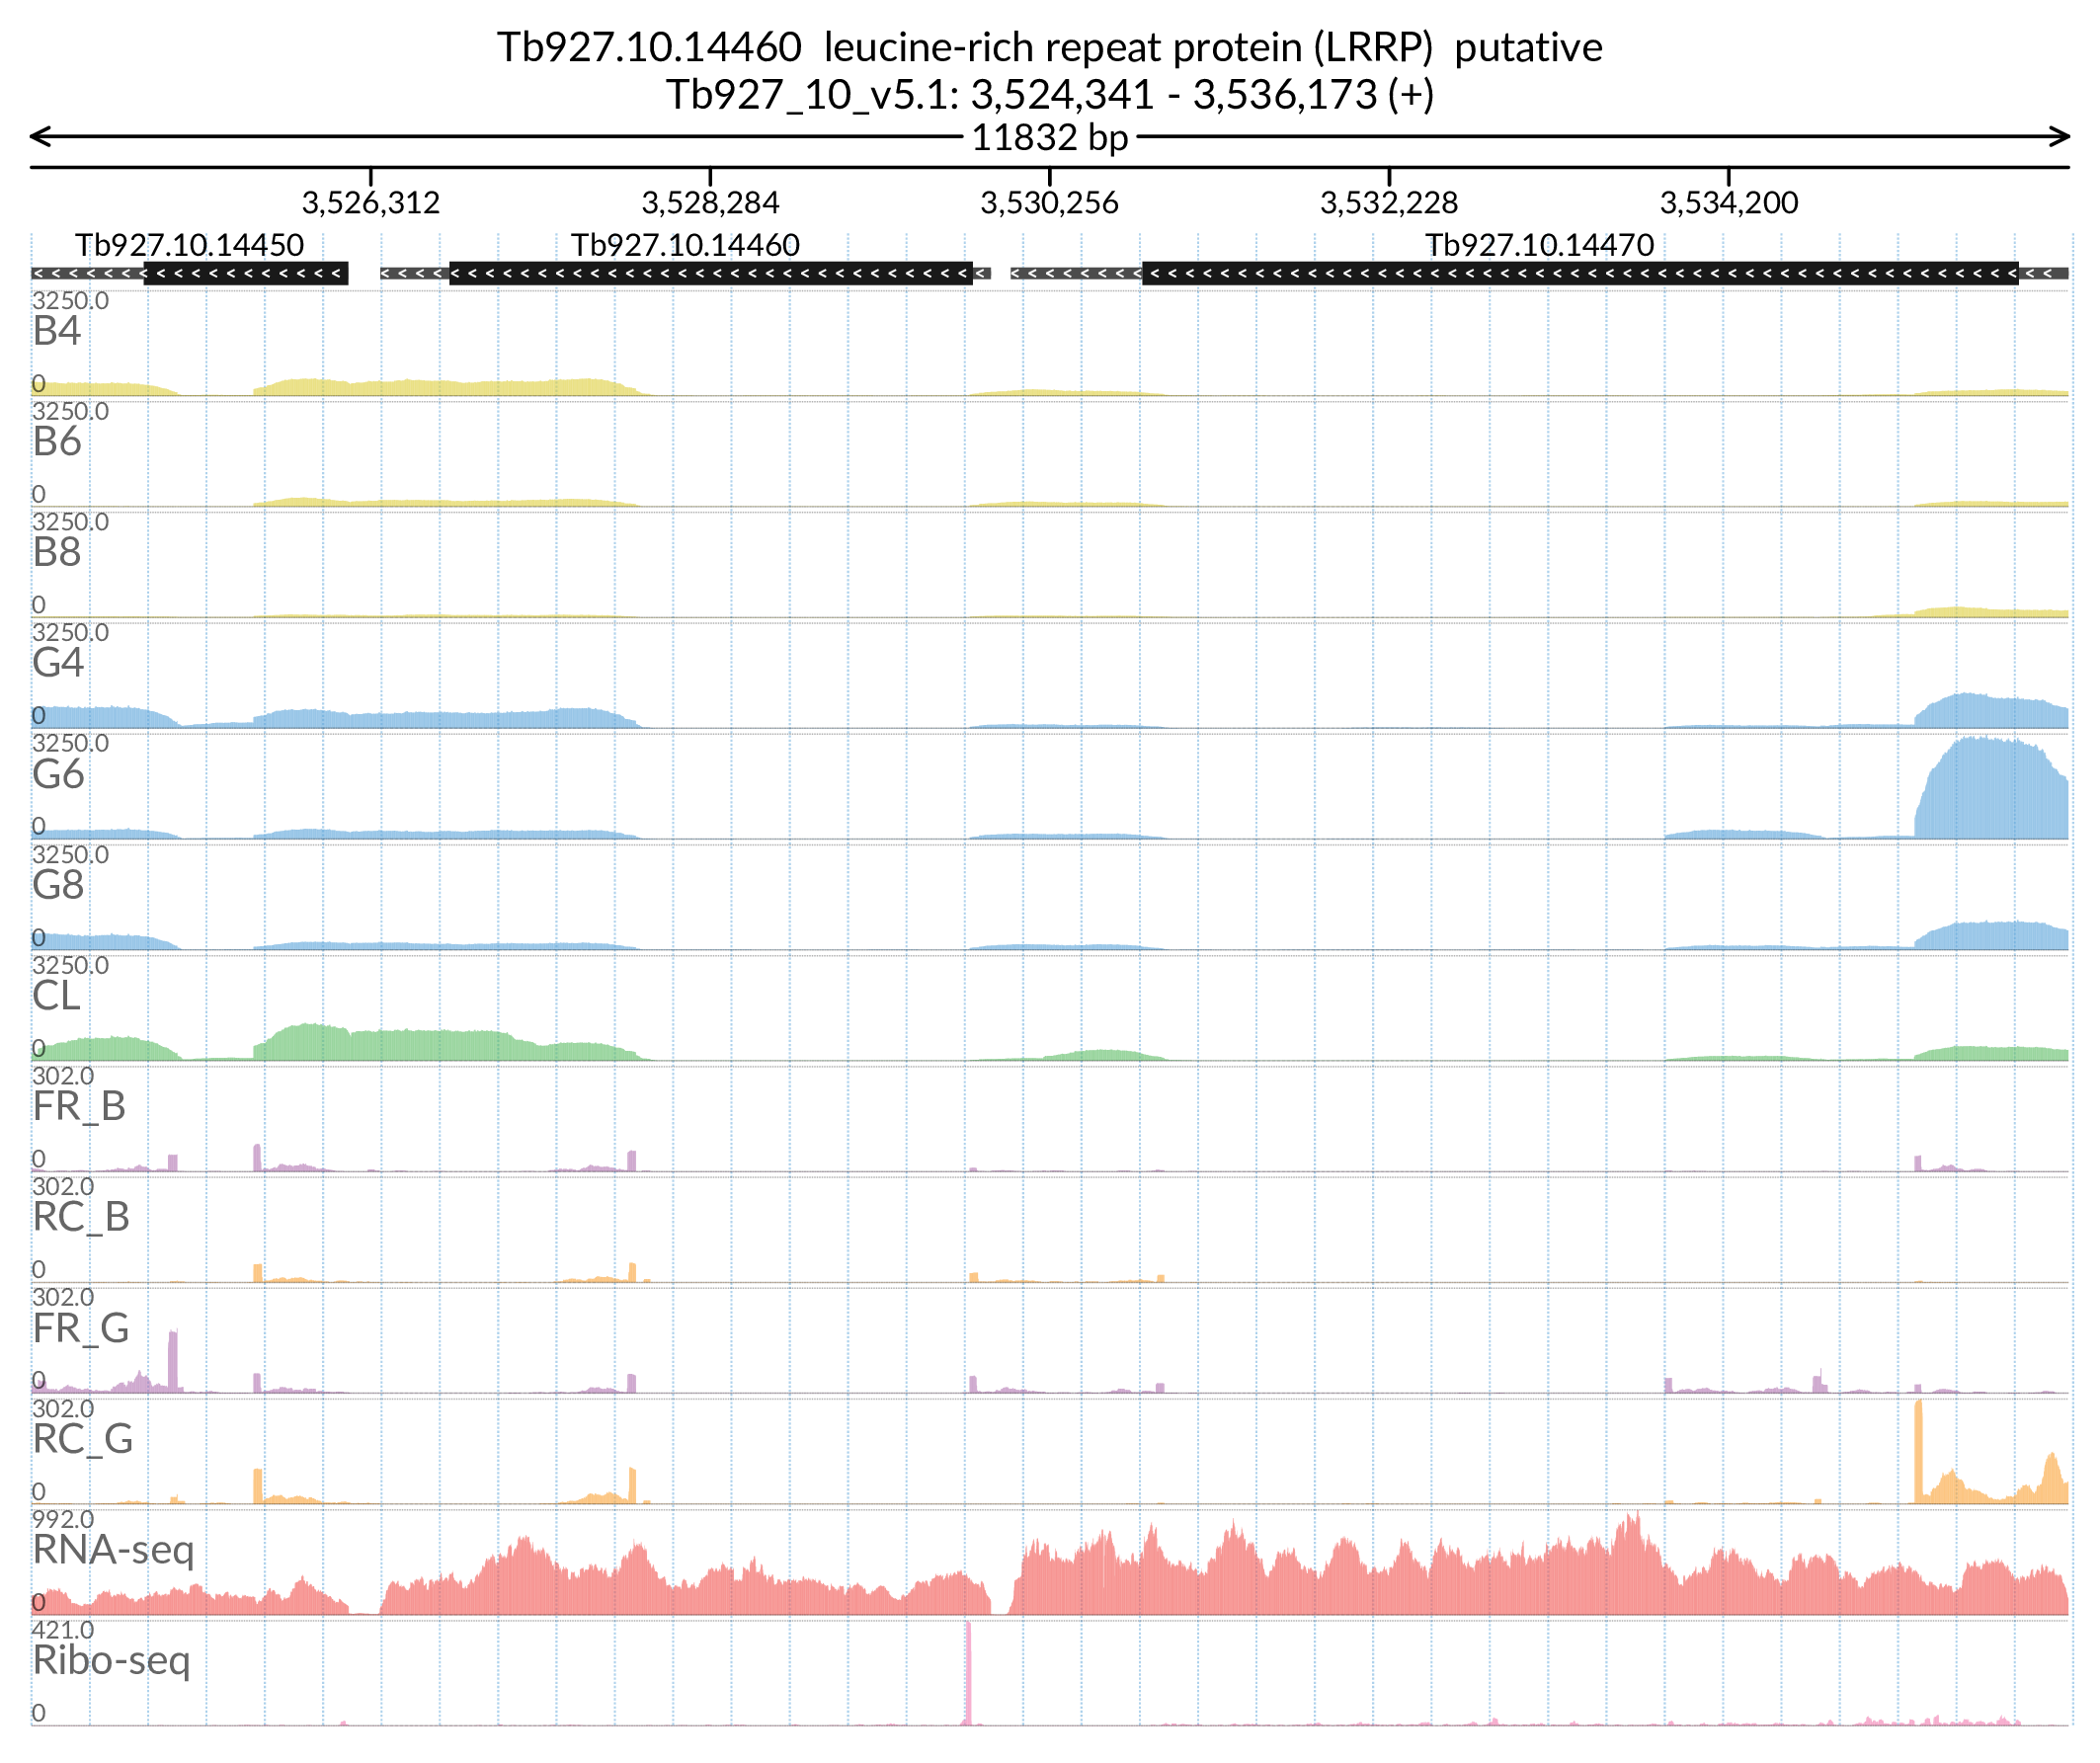 Tb927.10.14460 leucine-rich repeat protein (LRRP) putative
Tb927_10_v5.1: 3,524,341 - 3,536,173 (+)
11832 bp
3,526,312 3,528,284 3,530,256 3,532,228 3,534,200
Tb927.10.14450 Tb927.10.14460 Tb927.10.14470
3250.0
B4
0
3250.0
B6
0
3250.0
B8
0
3250.0
G4
0
3250.0
G6
0
3250.0
G8
0
3250.0
CL
0
302.0
FR_B
0
302.0
RC_B
0
302.0
FR_G
0
302.0
RC_G
0
992.0
RNA-seq
0
421.0
Ribo-seq
0